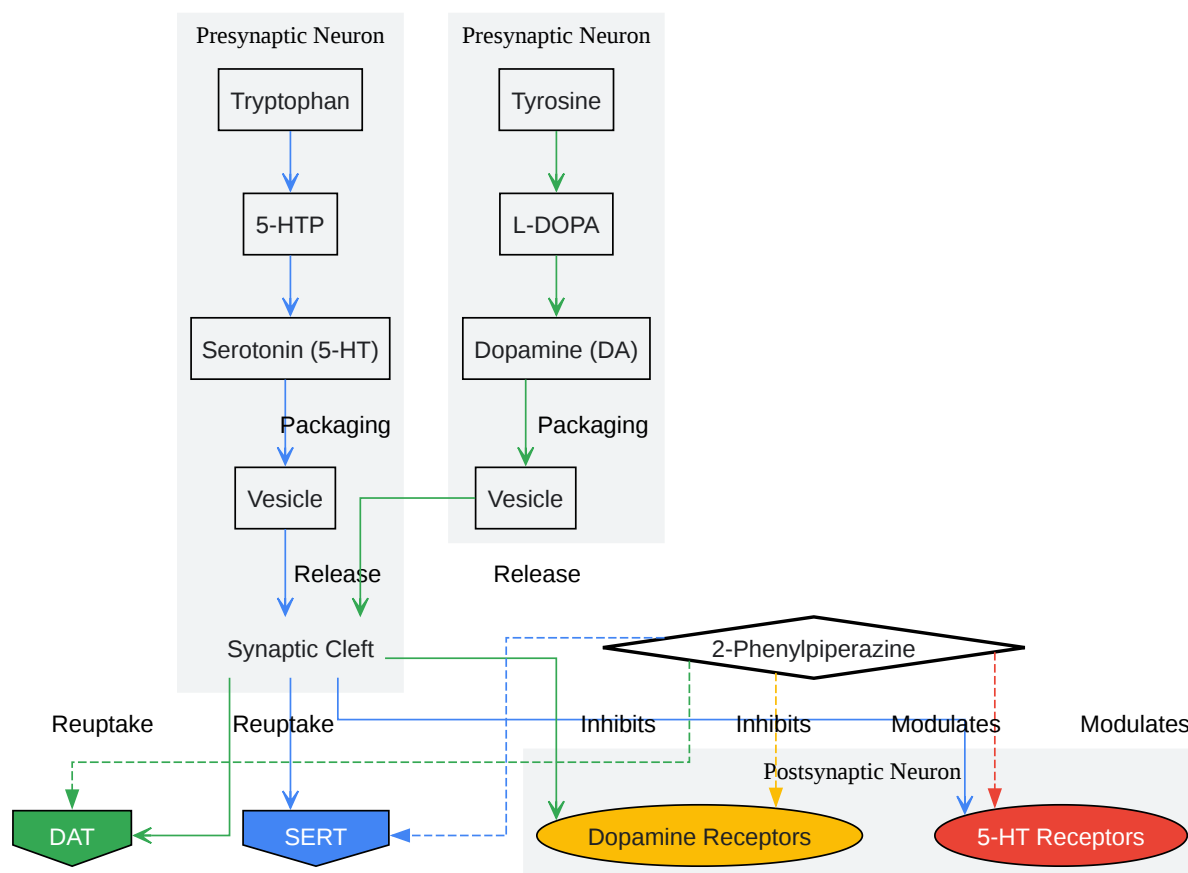 Presynaptic Neuron
Presynaptic Neuron
Tryptophan
Tyrosine
5-HTP
L-DOPA
Serotonin (5-HT)
Dopamine (DA)
Packaging
Packaging
Vesicle
Vesicle
Release
Release
Synaptic Cleft
2-Phenylpiperazine
Reuptake
Reuptake
Inhibits
Inhibits
Modulates
Modulates
Postsynaptic Neuron
DAT
SERT
Dopamine Receptors
5-HT Receptors